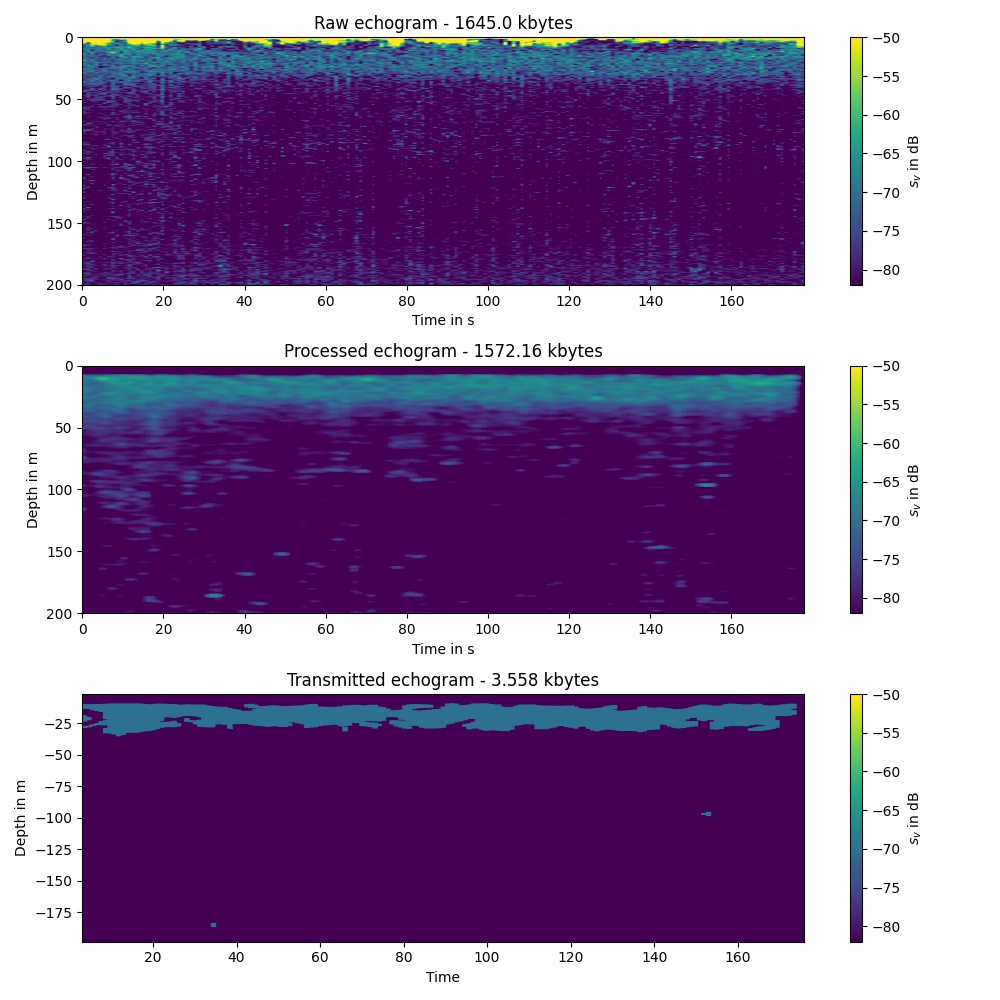 Raw echogram - 1645.0 kbytes
Depth in m
0
50
100
150
200
0 20 40 60 80 100 120 140 160
Time in s
−50
−55
−60
−65
−70
−75
−80
sv in dB
Processed echogram - 1572.16 kbytes
Depth in m
0
50
100
150
200
0 20 40 60 80 100 120 140 160
Time in s
−50
−55
−60
−65
−70
−75
−80
sv in dB
Transmitted echogram - 3.558 kbytes
Depth in m
−25
−50
−75
−100
−125
−150
−175
20 40 60 80 100 120 140 160
Time
−50
−55
−60
−65
−70
−75
−80
sv in dB